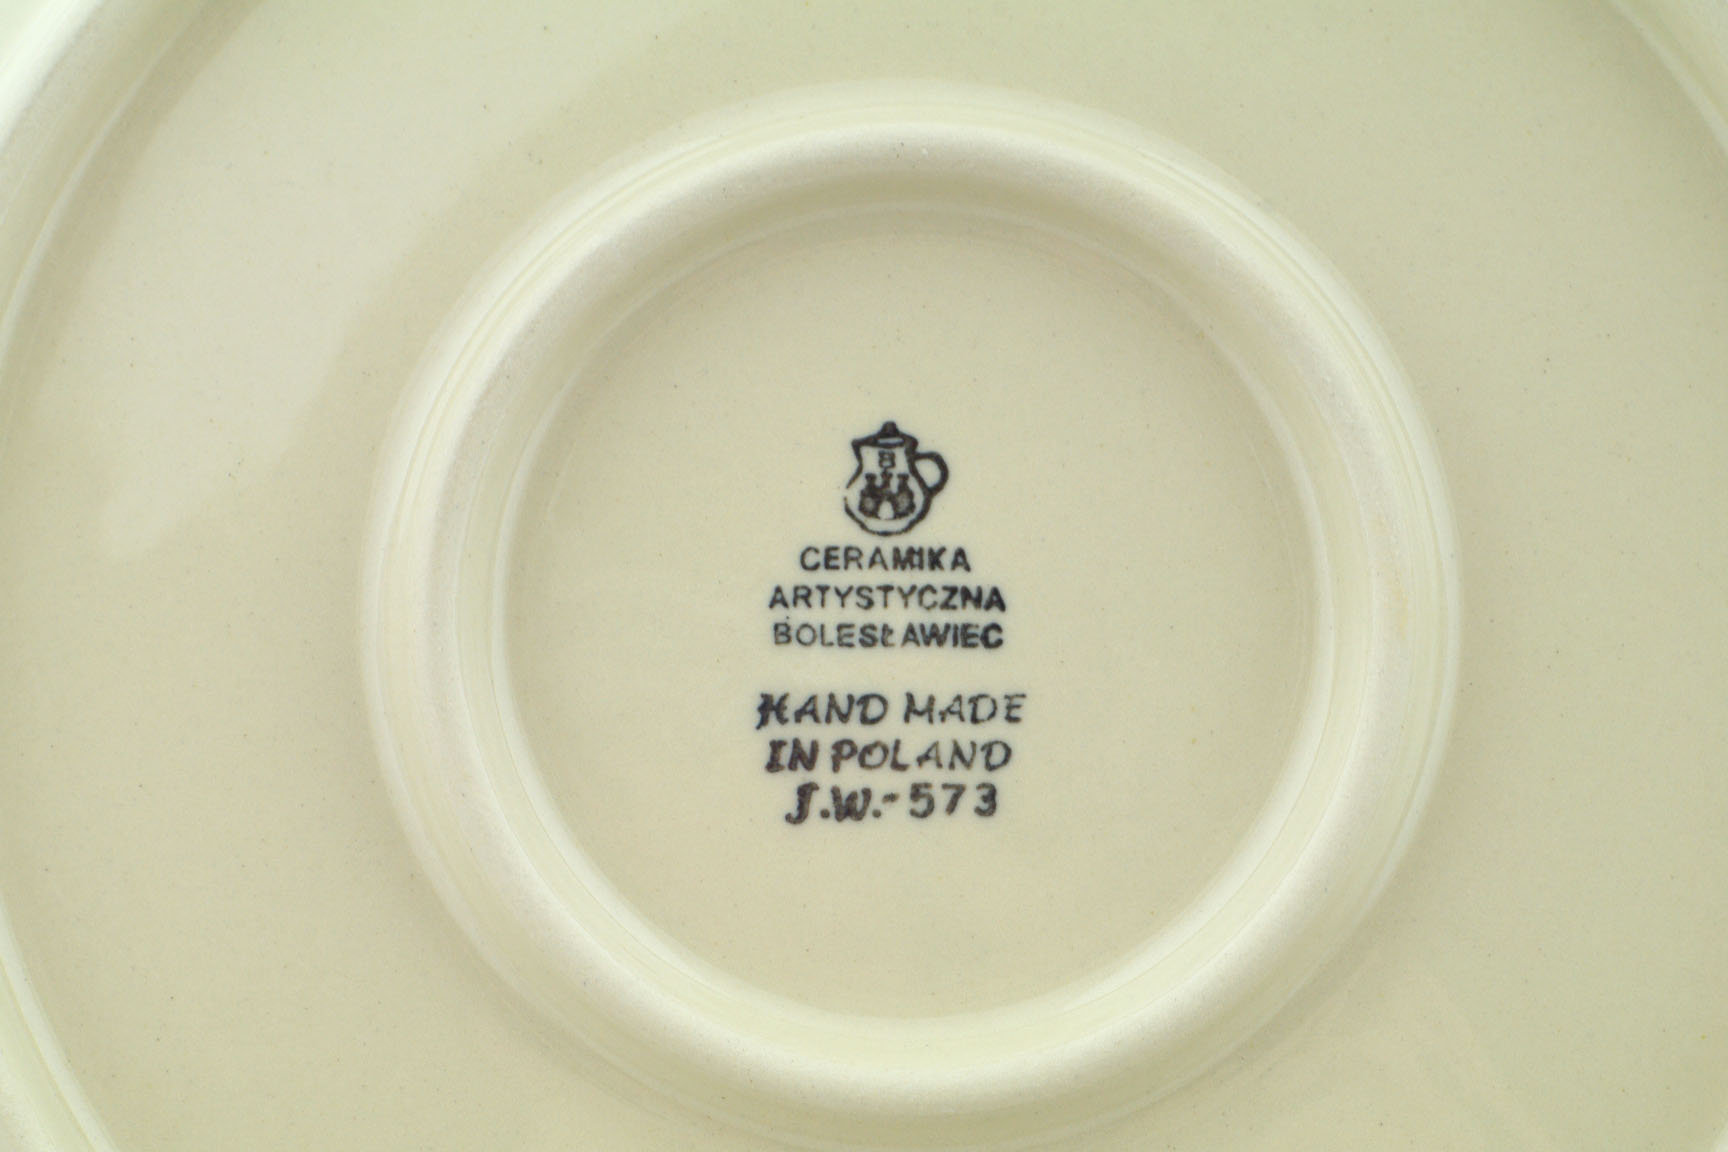 B
CERAMIKA
ARTYSTYCZNA
BOLESŁAWIEC
HAND MADE
IN POLAND
J.W.-573